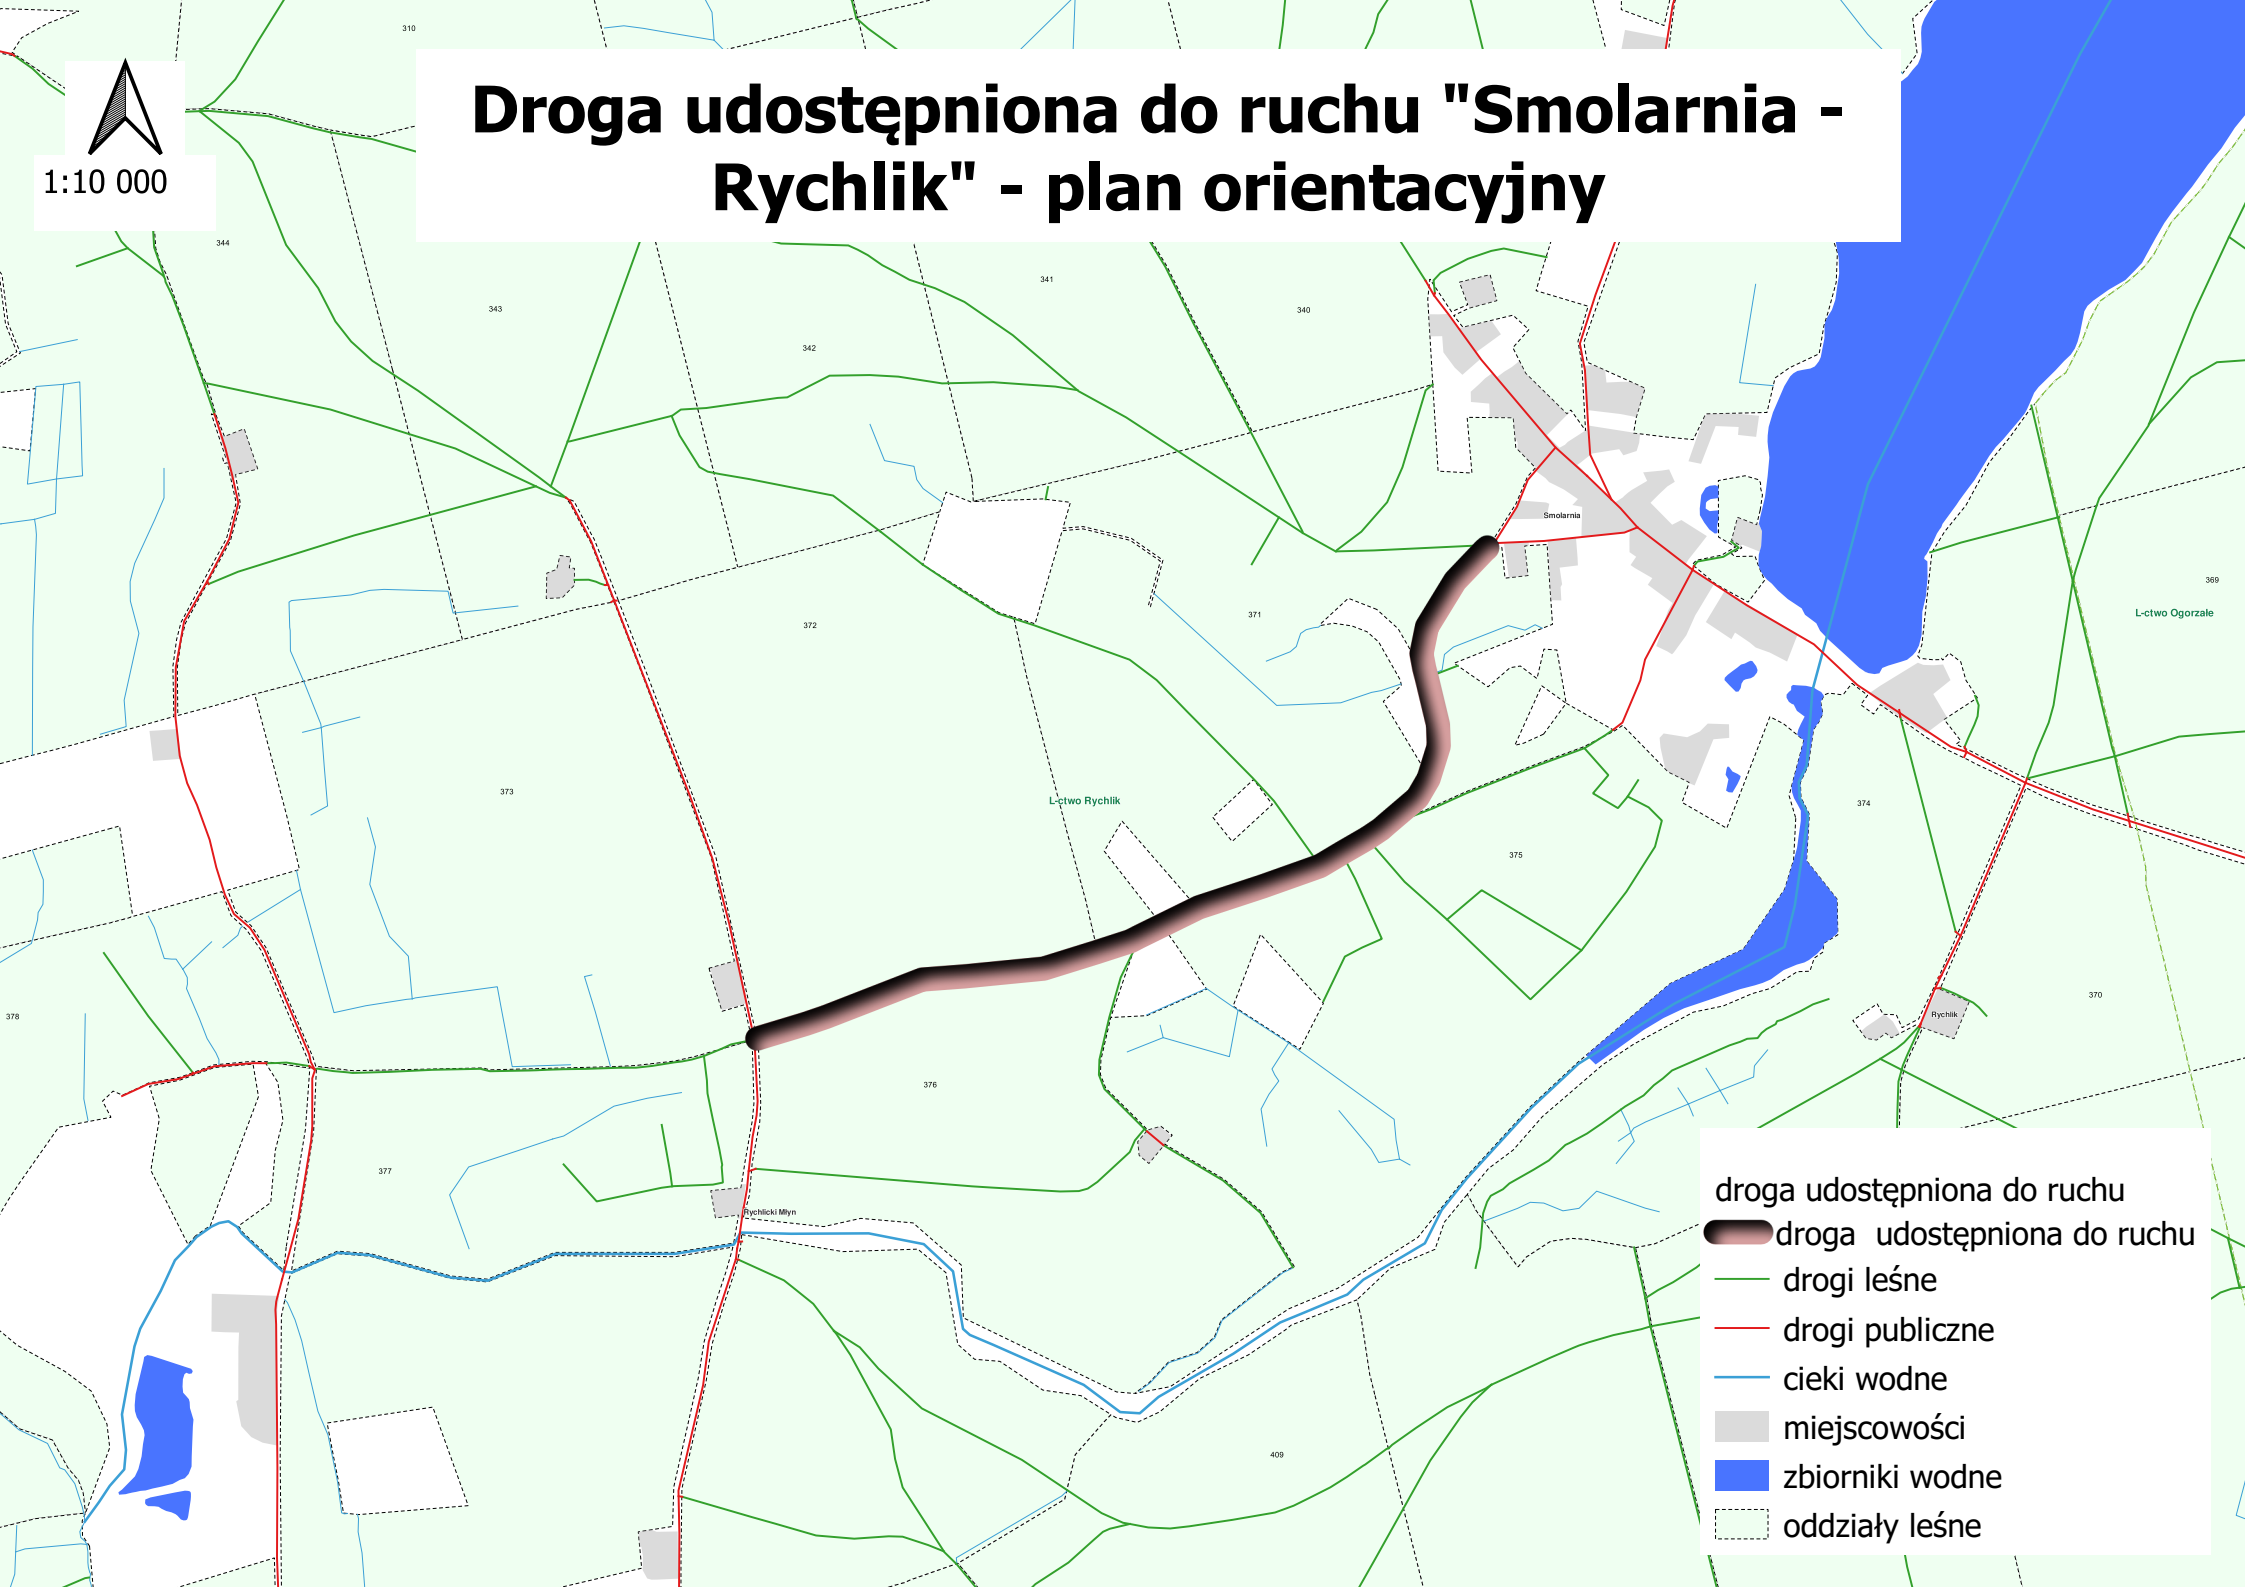 310
Droga udostępniona do ruchu "Smolarnia -
Rychlik" - plan orientacyjny
1:10 000
344
343
342
341
340
Smolarnia
369
L-ctwo Ogorzałe
371
372
373
L-ctwo Rychlik
374
375
370
378
Rychlik
376
377
Rychlicki Młyn
409
droga udostępniona do ruchu
droga udostępniona do ruchu
drogi leśne
drogi publiczne
cieki wodne
miejscowości
zbiorniki wodne
oddziały leśne